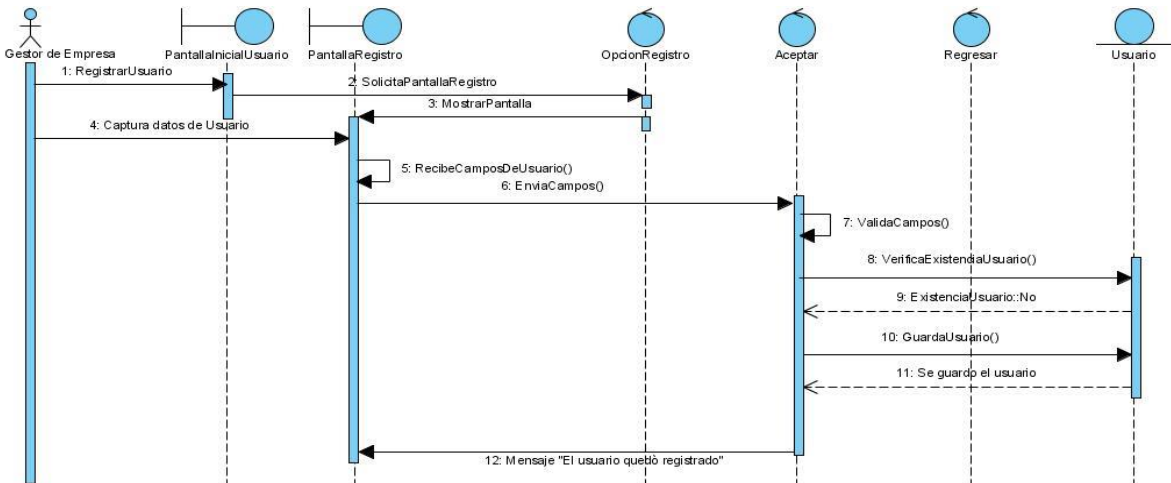 Gestor de Empresa
PantallaInicialUsuario
PantallaRegistro
OpcionRegistro
Aceptar
Regresar
Usuario
1: RegistrarUsuario
2: SolicitaPantallaRegistro
3: MostrarPantalla
4: Captura datos de Usuario
5: RecibeCamposDeUsuario()
6: EnviaCampos()
7: ValidaCampos()
8: VerificaExistenciaUsuario()
9: ExistenciaUsuario::No
10: GuardaUsuario()
11: Se guardo el usuario
12: Mensaje "El usuario quedò registrado"